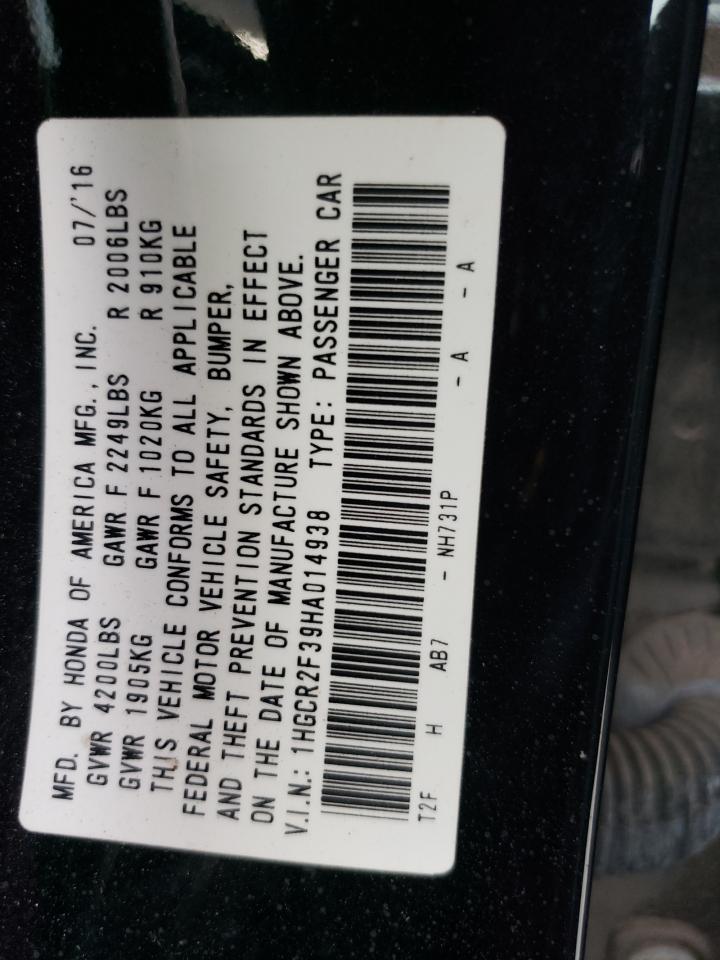 MFD. BY HONDA OF AMERICA MFG., INC. 07/'16
GVWR 4200LBS GAWR F 2249LBS R 2006LBS
GVWR 1905KG GAWR F 1020KG R 910KG
THIS VEHICLE CONFORMS TO ALL APPLICABLE
FEDERAL MOTOR VEHICLE SAFETY, BUMPER,
AND THEFT PREVENTION STANDARDS IN EFFECT
ON THE DATE OF MANUFACTURE SHOWN ABOVE.
V.I.N.: 1HGCR2F39HA014938 TYPE: PASSENGER CAR
T2F H AB7 - NH731P - A - A